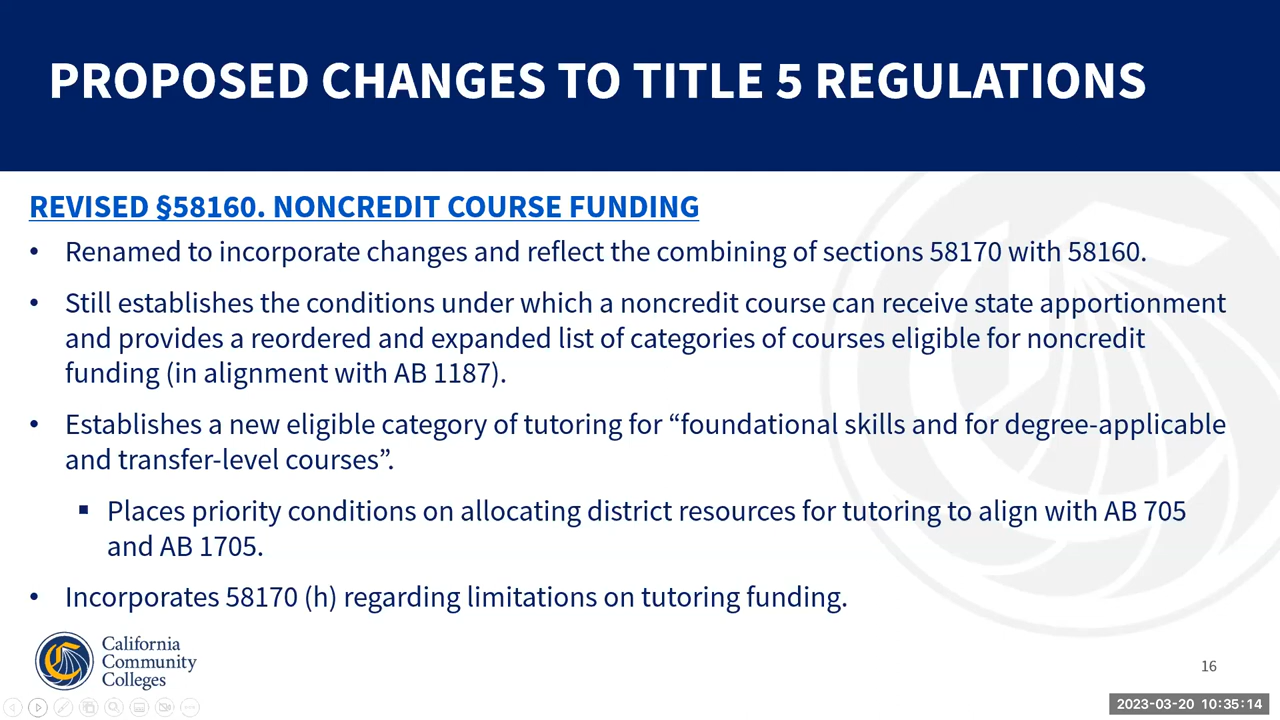 PROPOSED CHANGES TO TITLE 5 REGULATIONS
REVISED §58160. NONCREDIT COURSE FUNDING
• Renamed to incorporate changes and reflect the combining of sections 58170 with 58160.
• Still establishes the conditions under which a noncredit course can receive state apportionment
and provides a reordered and expanded list of categories of courses eligible for noncredit
funding (in alignment with AB 1187).
• Establishes a new eligible category of tutoring for “foundational skills and for degree-applicable
and transfer-level courses”.
▪ Places priority conditions on allocating district resources for tutoring to align with AB 705
and AB 1705.
• Incorporates 58170 (h) regarding limitations on tutoring funding.
California
Community
Colleges
16
2023-03-20 10:35:14